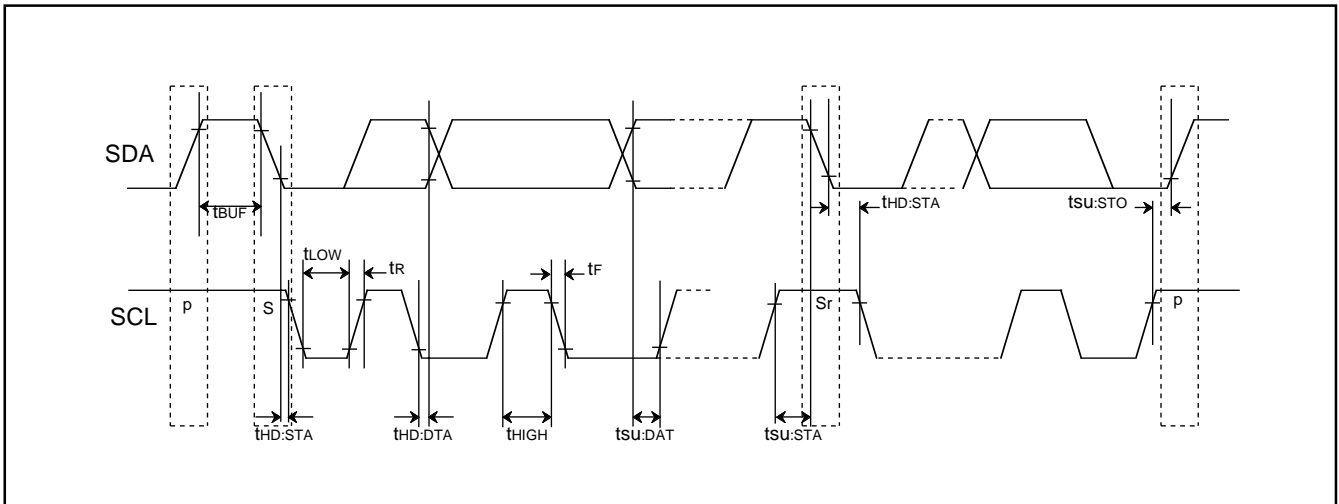 SDA
tBUF
tHD:STA
tsu:STO
tLOW
tR
tF
SCL
p
S
Sr
p
tHD:STA
tHD:DTA
tHIGH
tsu:DAT
tsu:STA